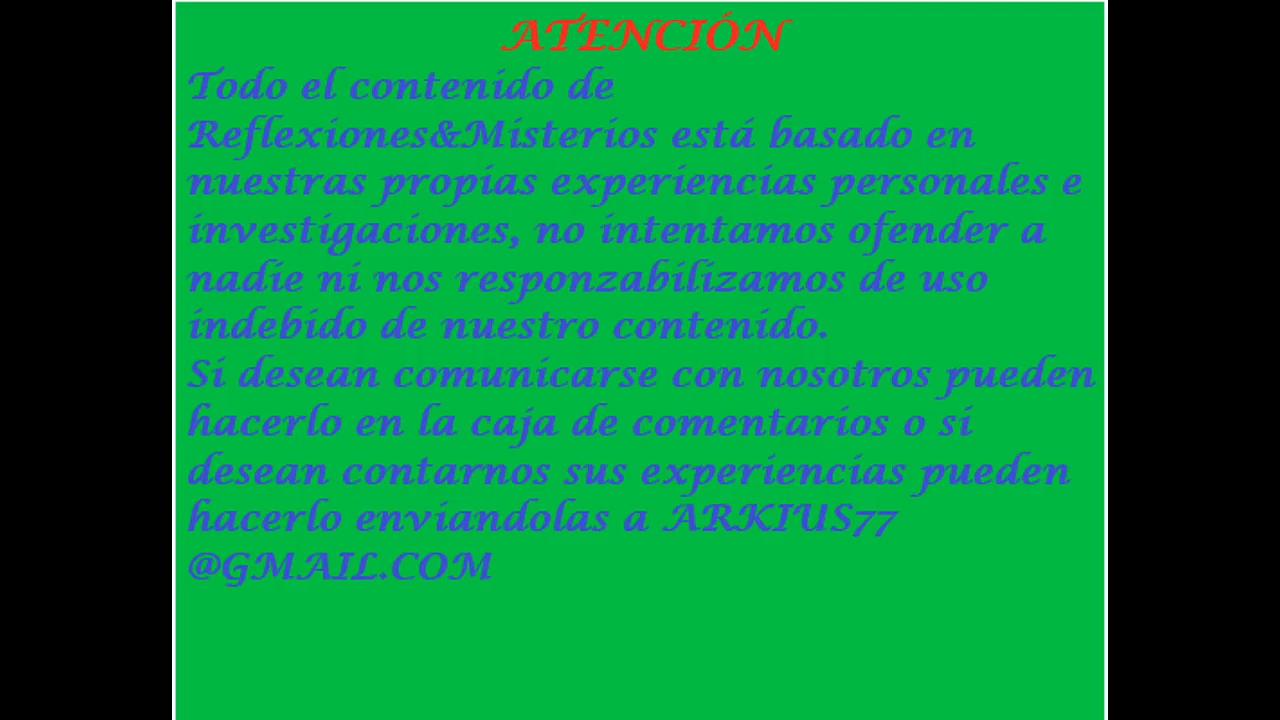 ATENCIÓN
Todo el contenido de
Reflexiones&Misterios está basado en
nuestras propias experiencias personales e
investigaciones, no intentamos ofender a
nadie ni nos responzabilizamos de uso
indebido de nuestro contenido.
Si desean comunicarse con nosotros pueden
hacerlo en la caja de comentarios o si
desean contarnos sus experiencias pueden
hacerlo enviandolas a ARKIUS77
@GMAIL.COM